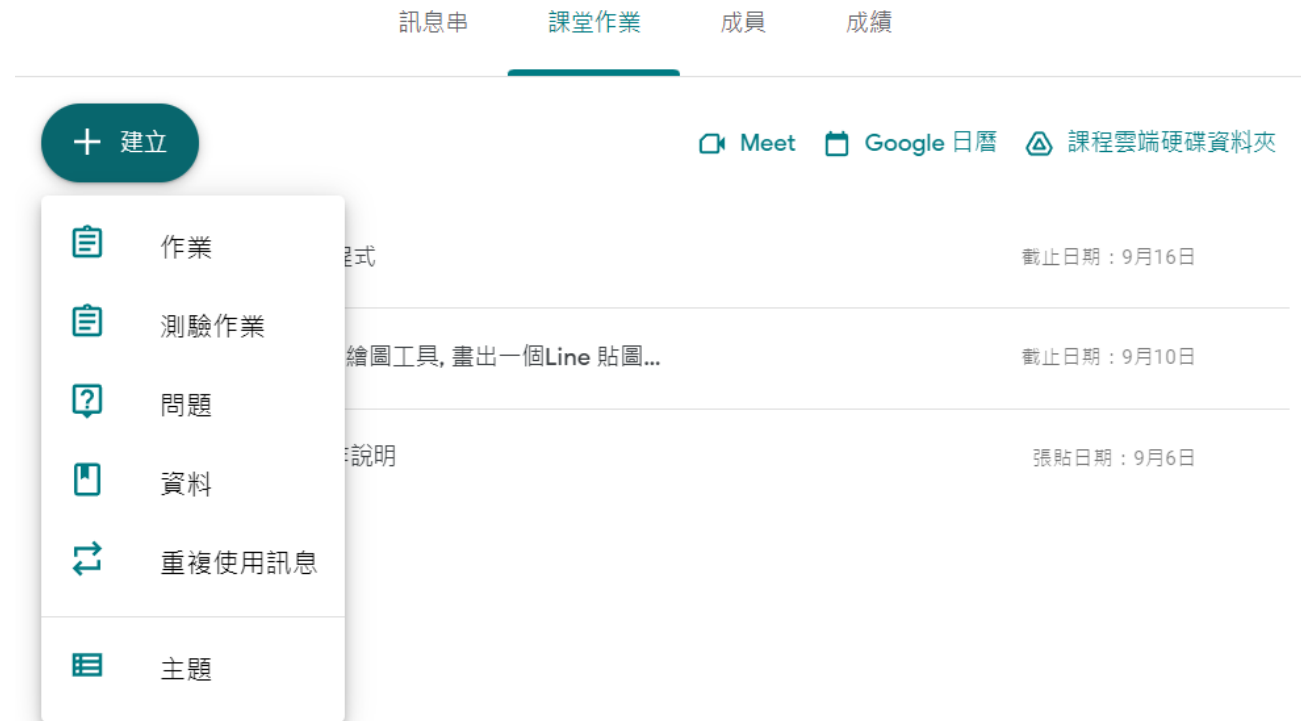 訊息串 課堂作業 成員 成績
建立 Meet Google 日曆 課程雲端硬碟資料夾
作業
程式 截止日期：9月16日
測驗作業
繪圖工具, 畫出一個Line 貼圖... 截止日期：9月10日
問題
說明 張貼日期：9月6日
資料
重複使用訊息
主題